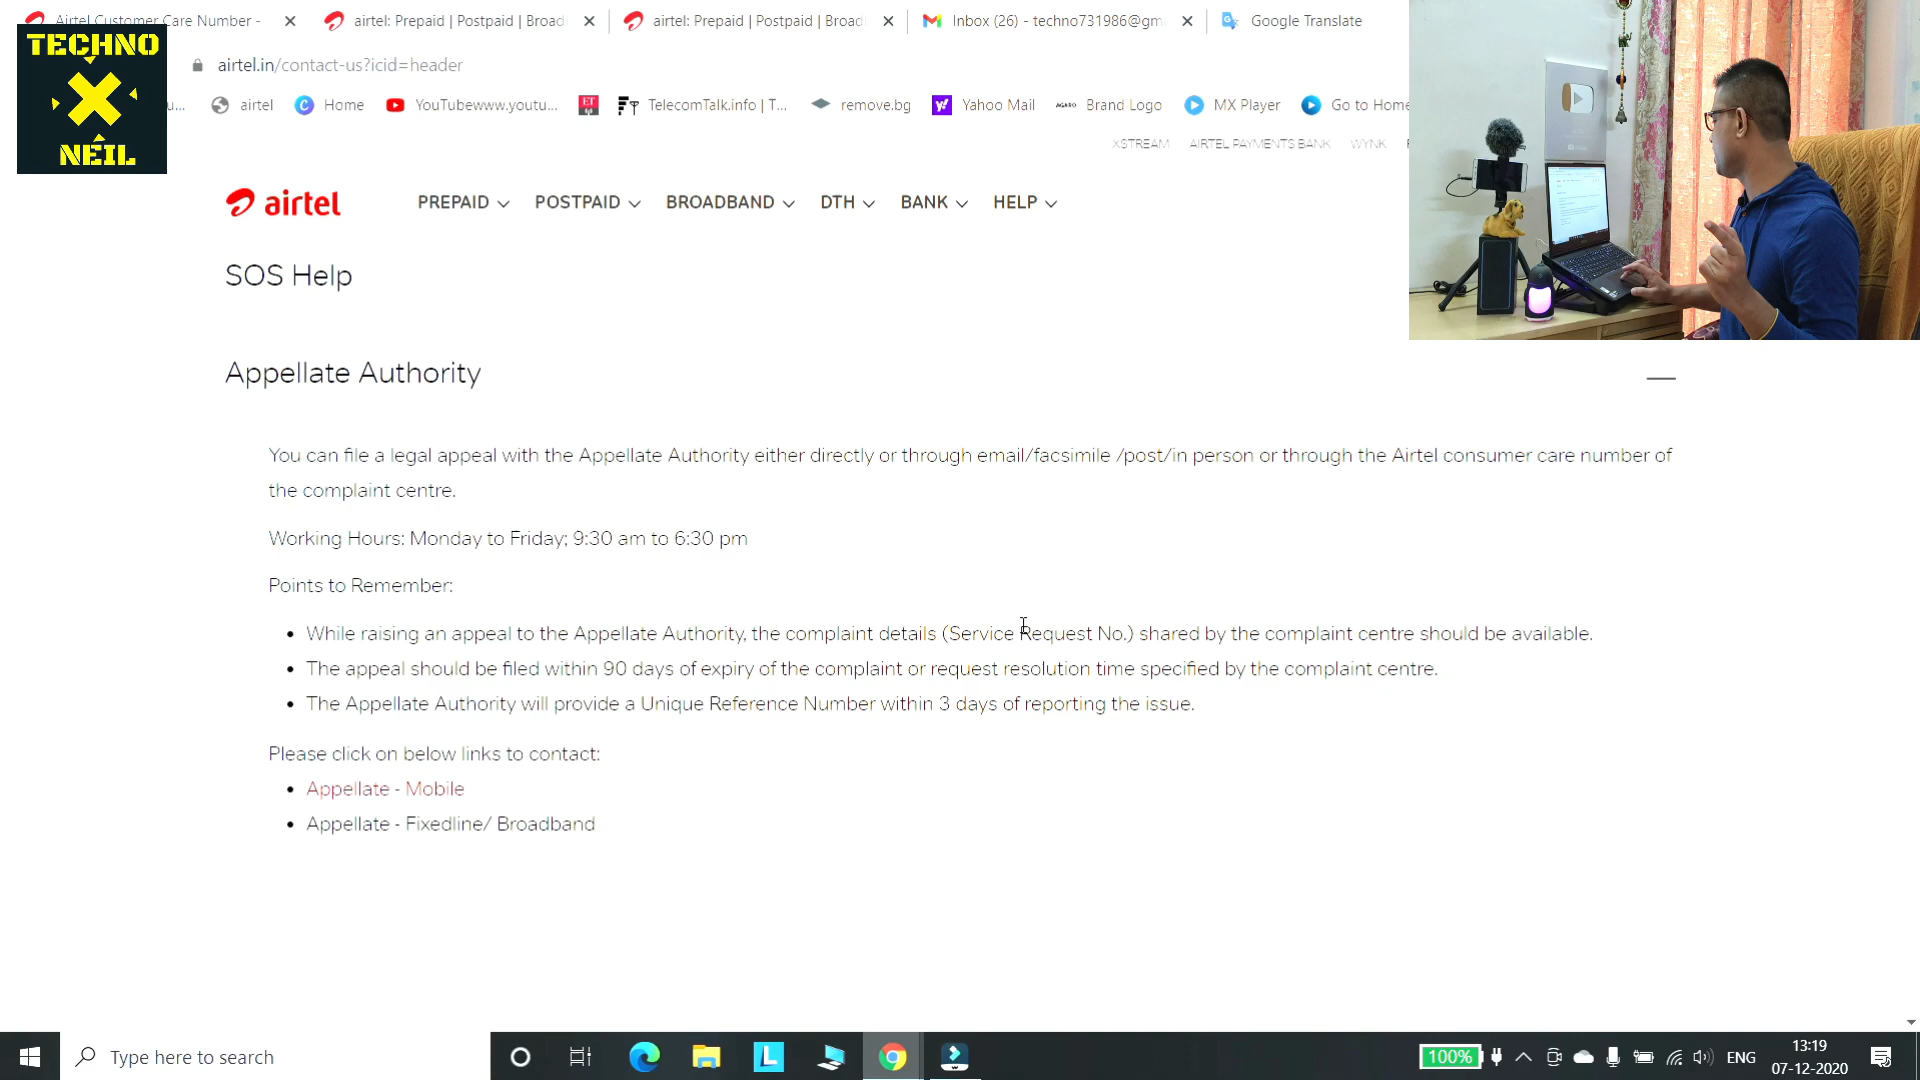 Airtel Customer Care Number -
airtel: Prepaid | Postpaid | Broad
airtel: Prepaid | Postpaid | Broad
Inbox (26) - techno731986@gm
Google Translate
TECHNO
NEIL
airtel.in/contact-us?icid=header
u...
airtel
Home
YouTubewww.youtu...
ET
TelecomTalk.info | T...
remove.bg
Yahoo Mail
AGARO
Brand Logo
MX Player
Go to Home
XSTREAM
AIRTEL PAYMENTS BANK
WYNK
airtel
PREPAID
POSTPAID
BROADBAND
DTH
BANK
HELP
SOS Help
Appellate Authority
You can file a legal appeal with the Appellate Authority either directly or through email/facsimile /post/in person or through the Airtel consumer care number of
the complaint centre.
Working Hours: Monday to Friday; 9:30 am to 6:30 pm
Points to Remember:
• While raising an appeal to the Appellate Authority, the complaint details (Service Request No.) shared by the complaint centre should be available.
• The appeal should be filed within 90 days of expiry of the complaint or request resolution time specified by the complaint centre.
• The Appellate Authority will provide a Unique Reference Number within 3 days of reporting the issue.
Please click on below links to contact:
• Appellate - Mobile
• Appellate - Fixedline/ Broadband
Type here to search
L
100%
ENG
13:19
07-12-2020